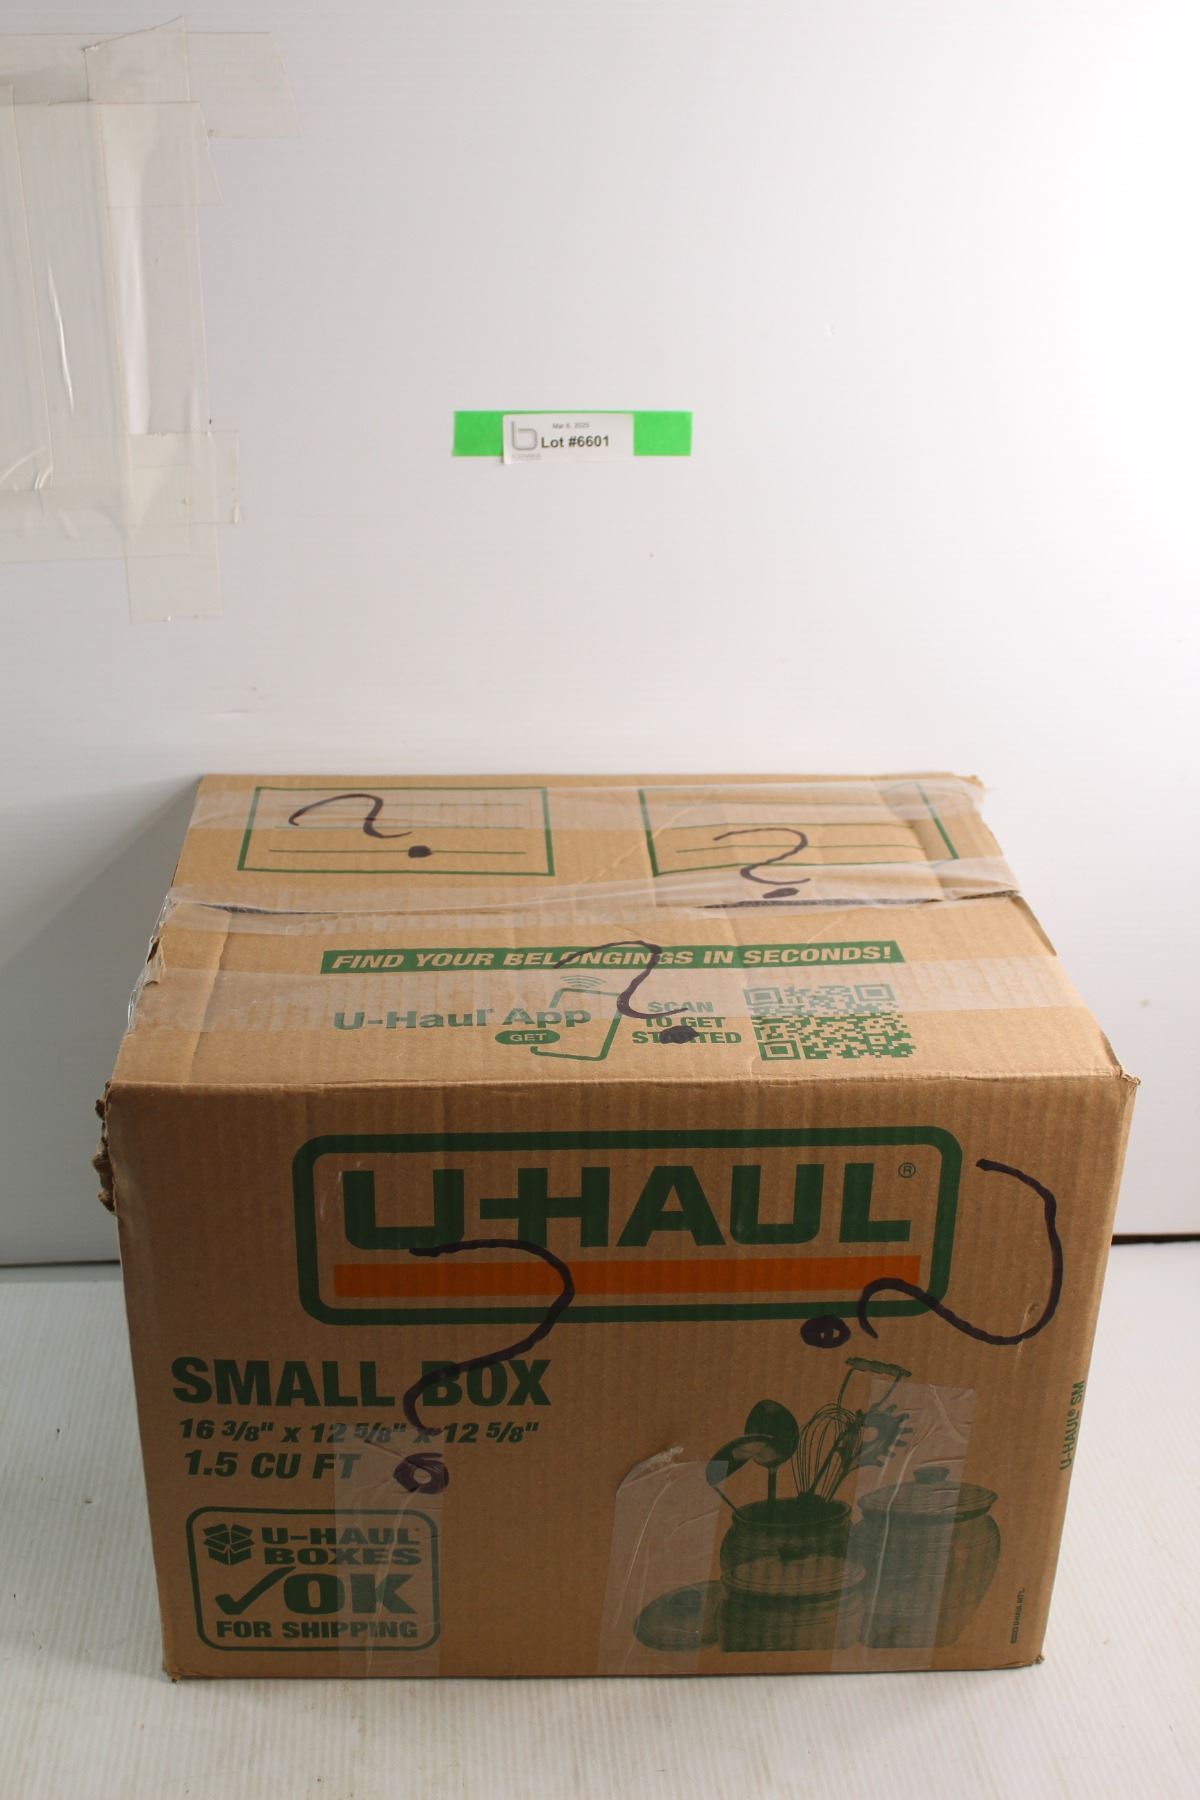 Mar 6, 2025
b Lot #6601
?
?
FIND YOUR BELONGINGS IN SECONDS!
U-Haul® App
GET
SCAN
TO GET
STARTED
?
U-HAUL®
?
?
SMALL BOX
16 3/8" x 12 5/8" x 12 5/8"
1.5 CU FT
U-HAUL®
BOXES
✓OK
FOR SHIPPING
U-HAUL® SM